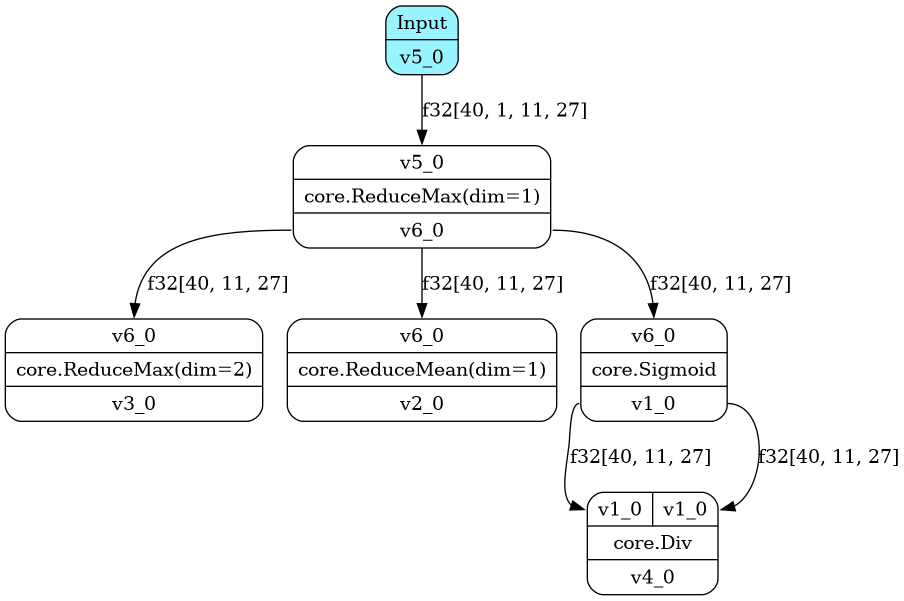 Input
v5_0
f32[40, 1, 11, 27]
v5_0
core.ReduceMax(dim=1)
v6_0
f32[40, 11, 27]
f32[40, 11, 27]
f32[40, 11, 27]
v6_0
core.ReduceMax(dim=2)
v3_0
v6_0
core.ReduceMean(dim=1)
v2_0
v6_0
core.Sigmoid
v1_0
f32[40, 11, 27]
f32[40, 11, 27]
v1_0
v1_0
core.Div
v4_0